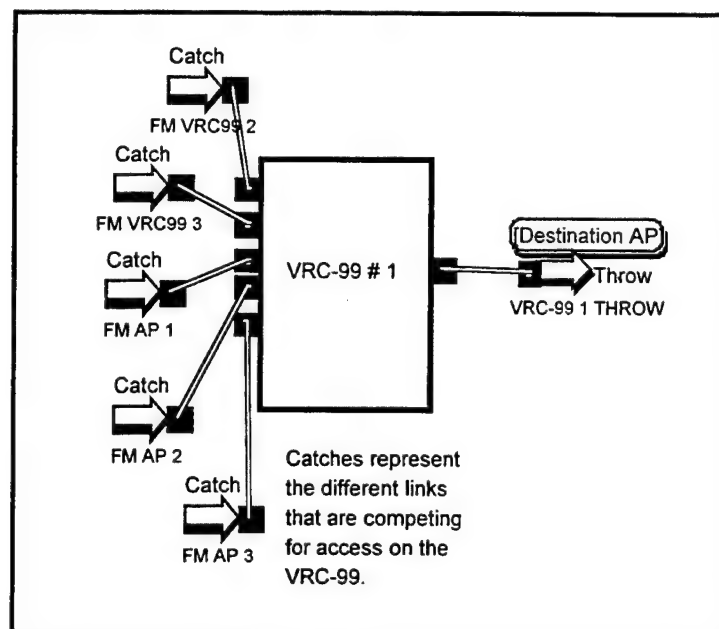 Catch
FM VRC99 2
Catch
FM VRC99 3
Catch
FM AP 1
Catch
FM AP 2
Catch
FM AP 3
VRC-99 # 1
Destination AP
Throw
VRC-99 1 THROW
Catches represent
the different links
that are competing
for access on the
VRC-99.